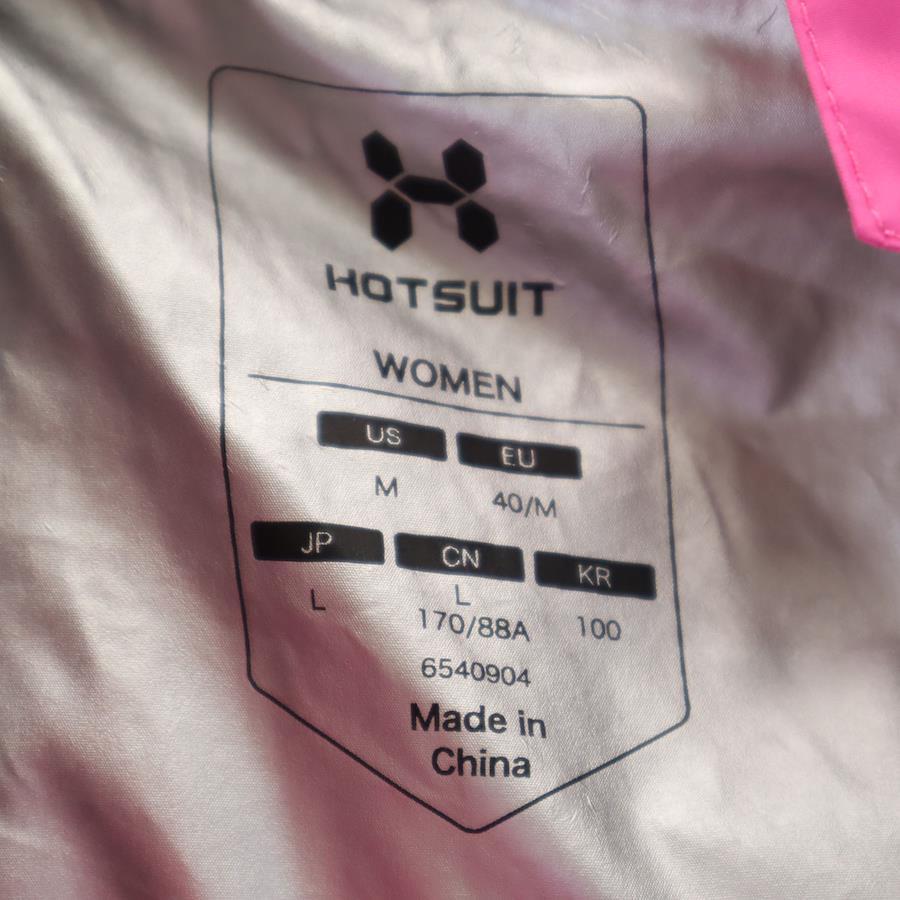 HOTSUIT
WOMEN
US EU
M 40/M
JP CN KR
L L
170/88A 100
6540904
Made in
China